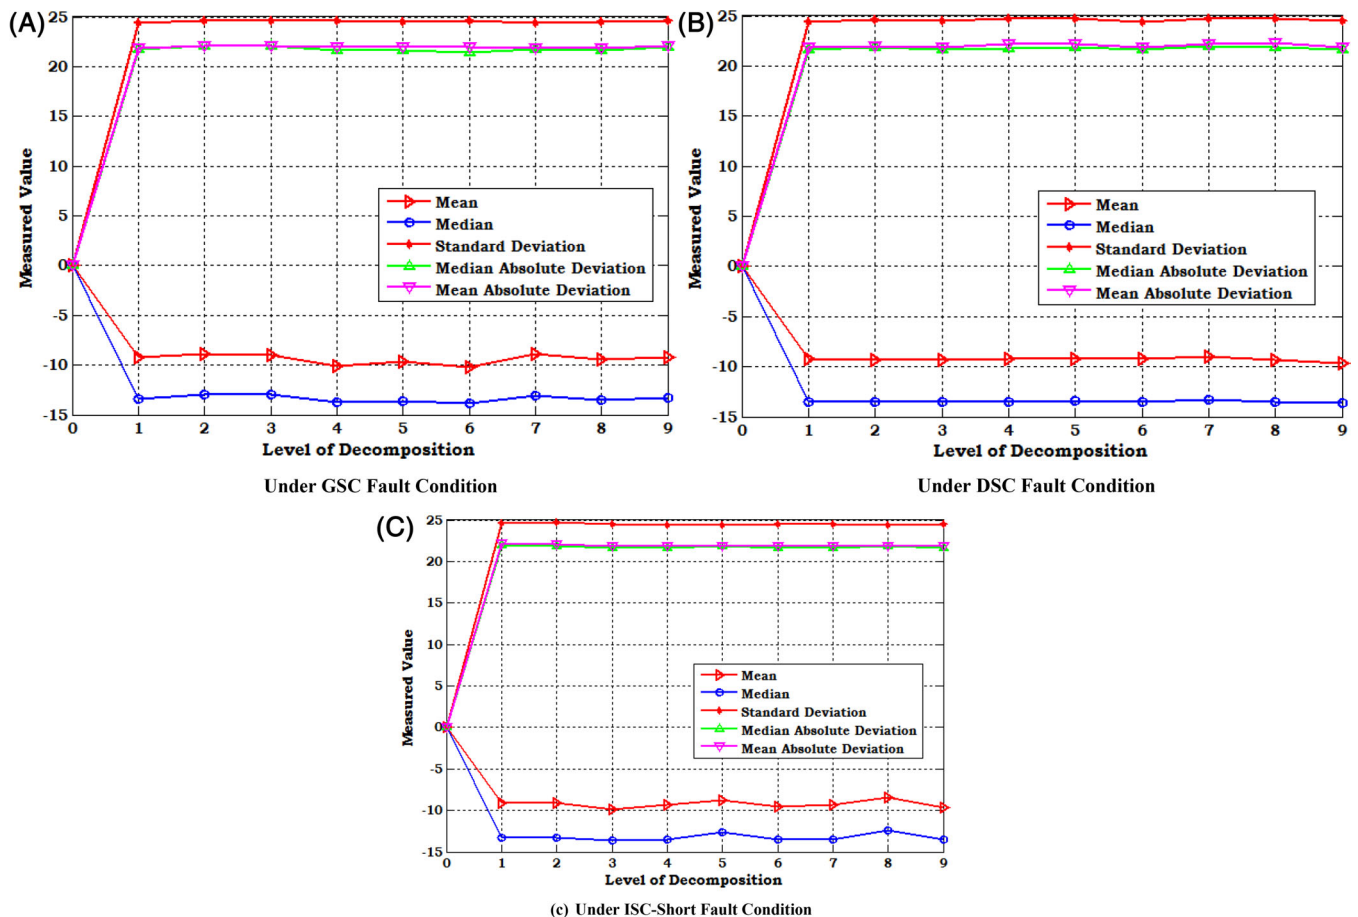 (A)
25
20
15
10
5
0
-5
-10
-15
Measured Value
Mean
Median
Standard Deviation
Median Absolute Deviation
Mean Absolute Deviation
0 1 2 3 4 5 6 7 8 9
Level of Decomposition
Under GSC Fault Condition
(B)
25
20
15
10
5
0
-5
-10
-15
Measured Value
Mean
Median
Standard Deviation
Median Absolute Deviation
Mean Absolute Deviation
0 1 2 3 4 5 6 7 8 9
Level of Decomposition
Under DSC Fault Condition
(C)
25
20
15
10
5
0
-5
-10
-15
Measured Value
Mean
Median
Standard Deviation
Median Absolute Deviation
Mean Absolute Deviation
0 1 2 3 4 5 6 7 8 9
Level of Decomposition
(c) Under ISC-Short Fault Condition